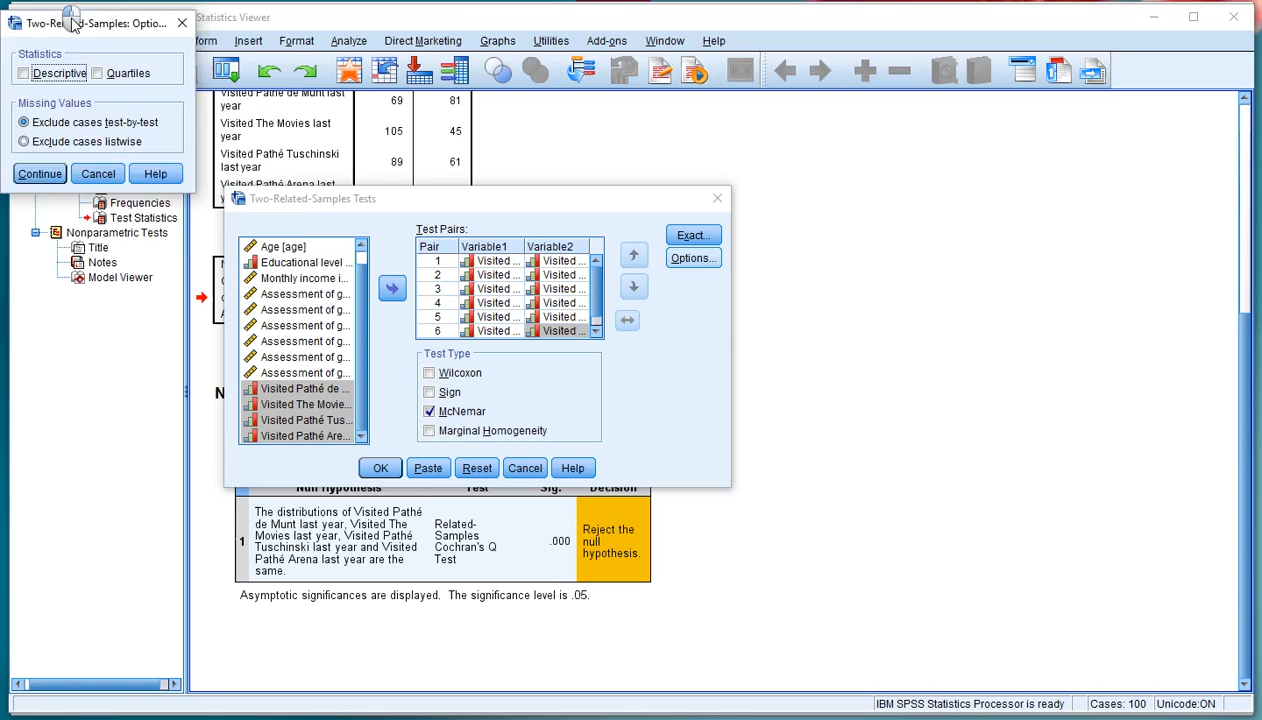 Two-Related-Samples: Optio...
Statistics Viewer
Insert Format Analyze Direct Marketing Graphs Utilities Add-ons Window Help
Statistics
Descriptive Quartiles
Missing Values
Exclude cases test-by-test
Exclude cases listwise
Continue Cancel Help
Frequencies
Test Statistics
Nonparametric Tests
Title
Notes
Model Viewer
Visited Pathé de Munt last
year
69 81
Visited The Movies last
year
105 45
Visited Pathé Tuschinski
last year
89 61
Visited Pathé Arena last
Two-Related-Samples Tests
Age [age]
Educational level ...
Monthly income i...
Assessment of g...
Assessment of g...
Assessment of g...
Assessment of g...
Assessment of g...
Assessment of g...
Visited Pathé de ...
Visited The Movie...
Visited Pathé Tus...
Visited Pathé Are...
Test Pairs:
Pair Variable1 Variable2
1 Visited ... Visited ...
2 Visited ... Visited ...
3 Visited ... Visited ...
4 Visited ... Visited ...
5 Visited ... Visited ...
6 Visited ... Visited ...
Exact...
Options...
Test Type
Wilcoxon
Sign
McNemar
Marginal Homogeneity
OK Paste Reset Cancel Help
Null Hypothesis Test Sig. Decision
1
The distributions of Visited Pathé
de Munt last year, Visited The
Movies last year, Visited Pathé
Tuschinski last year and Visited
Pathé Arena last year are the
same.
Related-
Samples
Cochran's Q
Test
.000
Reject the
null
hypothesis.
Asymptotic significances are displayed. The significance level is .05.
IBM SPSS Statistics Processor is ready Cases: 100 Unicode:ON